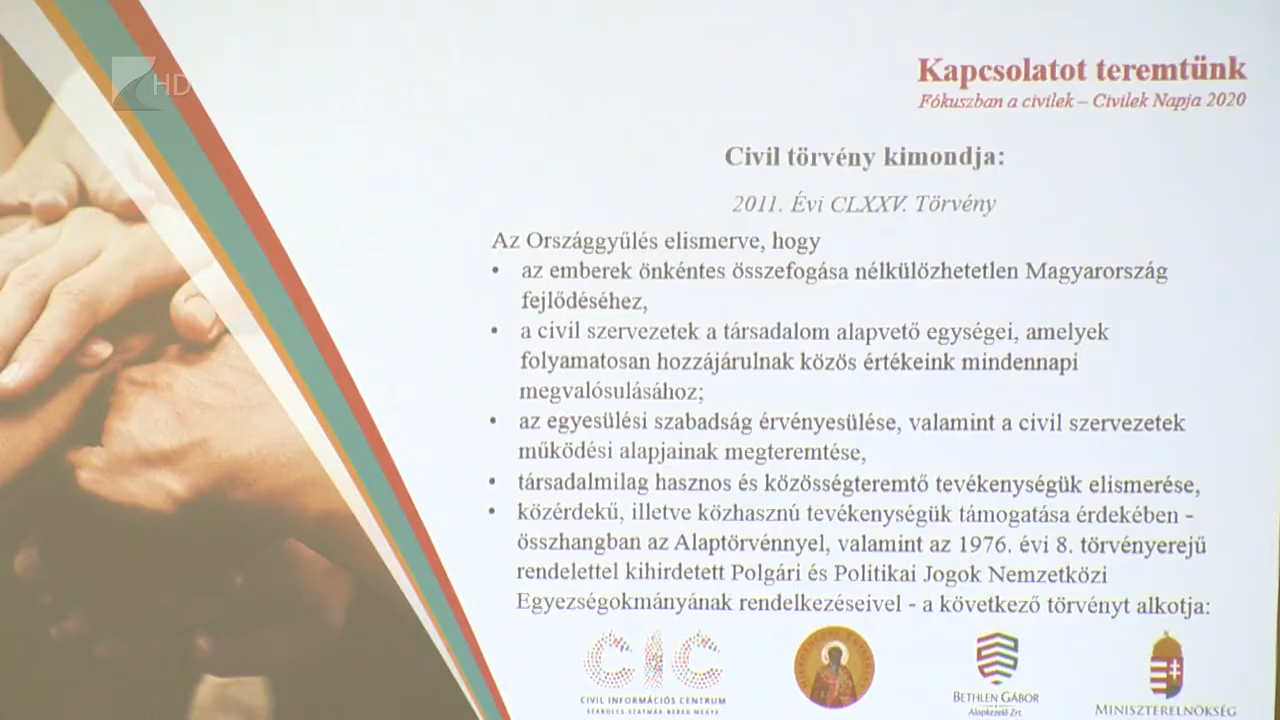 HD
Kapcsolatot teremtünk
Fókuszban a civilek – Civilek Napja 2020
Civil törvény kimondja:
2011. Évi CLXXV. Törvény
Az Országgyűlés elismerve, hogy
• az emberek önkéntes összefogása nélkülözhetetlen Magyarország
fejlődéséhez,
• a civil szervezetek a társadalom alapvető egységei, amelyek
folyamatosan hozzájárulnak közös értékeink mindennapi
megvalósulásához;
• az egyesülési szabadság érvényesülése, valamint a civil szervezetek
működési alapjainak megteremtése,
• társadalmilag hasznos és közösségteremtő tevékenységük elismerése,
• közérdekű, illetve közhasznú tevékenységük támogatása érdekében -
összhangban az Alaptörvénnyel, valamint az 1976. évi 8. törvényerejű
rendelettel kihirdetett Polgári és Politikai Jogok Nemzetközi
Egyezségokmányának rendelkezéseivel - a következő törvényt alkotja:
CIC
CIVIL INFORMÁCIÓS CENTRUM
SZABOLCS-SZATMÁR-BEREG MEGYE
BETHLEN GÁBOR
Alapkezelő Zrt.
MINISZTERELNÖKSÉG